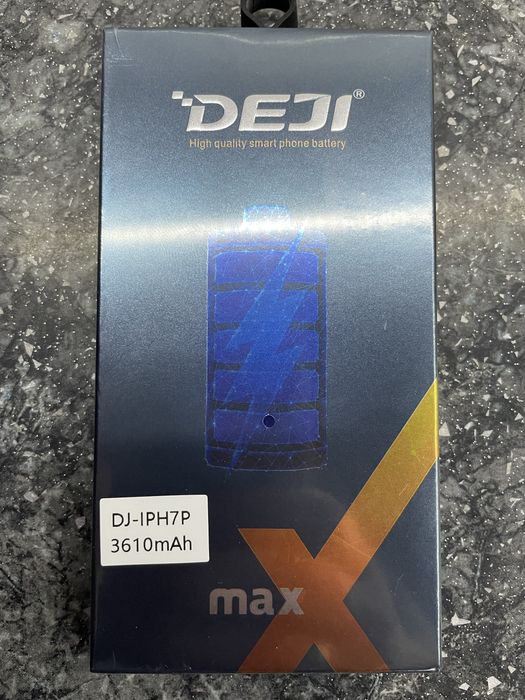 DEJI®
High quality smart phone battery
DJ-IPH7P
3610mAh
max X